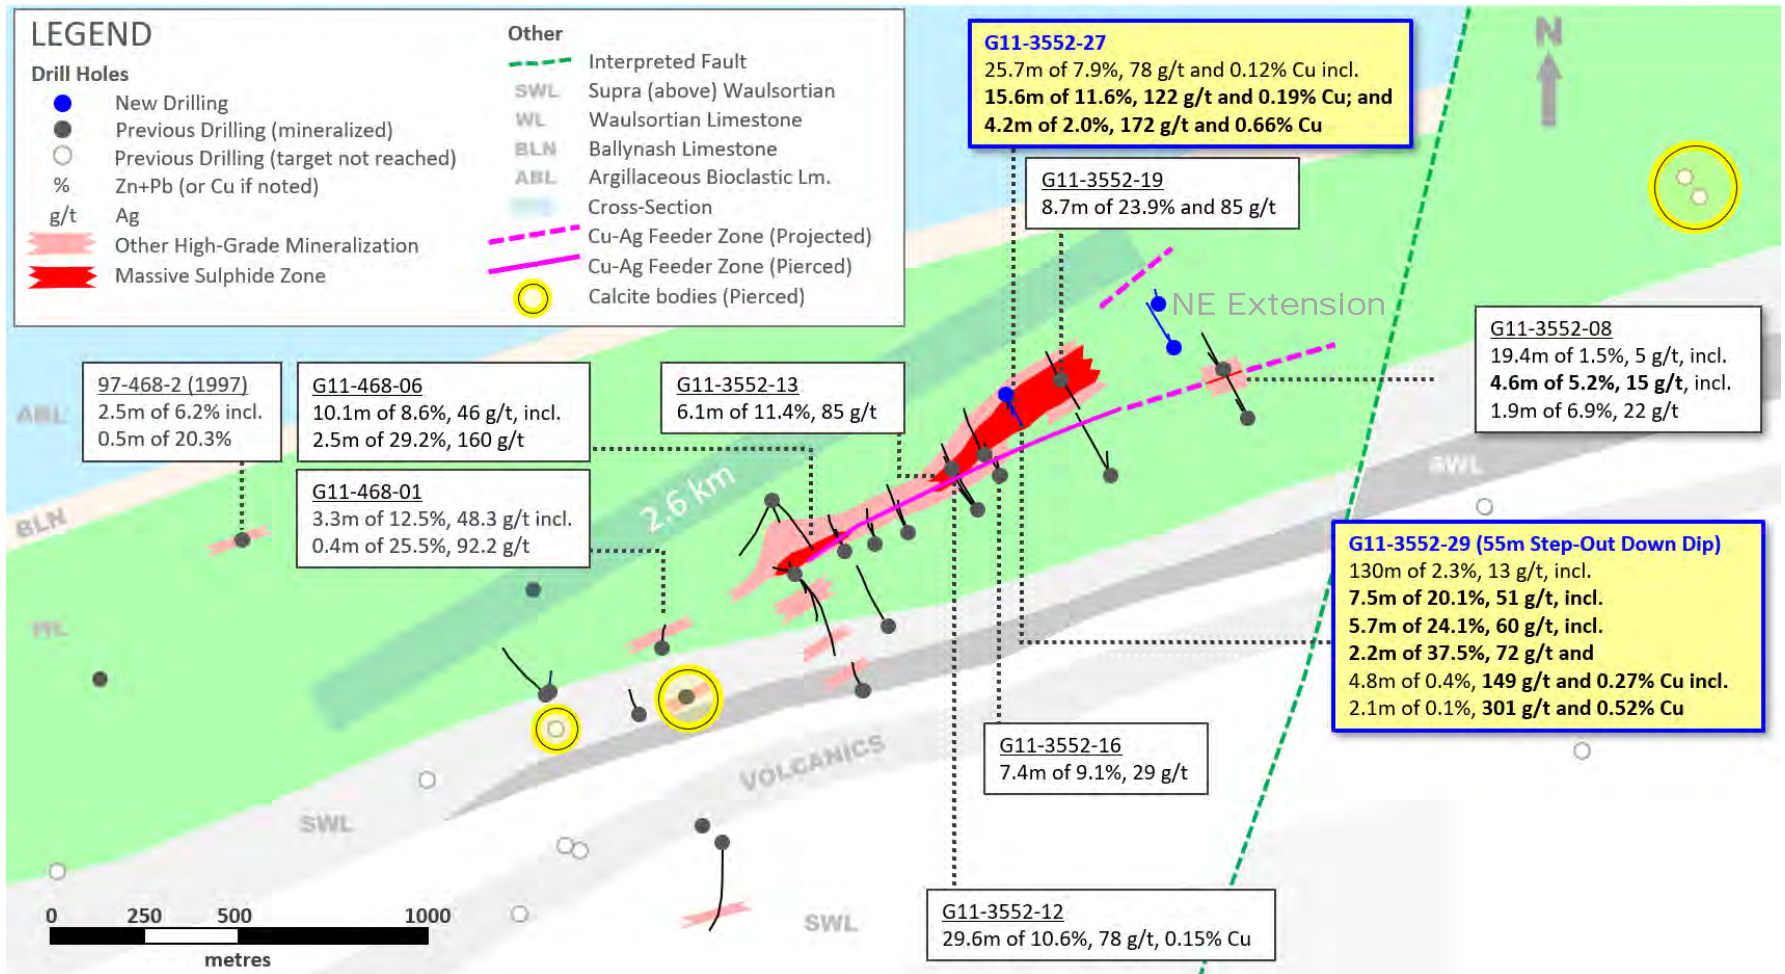 LEGEND
Drill Holes
New Drilling
Previous Drilling (mineralized)
Previous Drilling (target not reached)
% Zn+Pb (or Cu if noted)
g/t Ag
Other High-Grade Mineralization
Massive Sulphide Zone
Other
Interpreted Fault
SWL Supra (above) Waulsortian
WL Waulsortian Limestone
BLN Ballynash Limestone
ABL Argillaceous Bioclastic Lm.
Cross-Section
Cu-Ag Feeder Zone (Projected)
Cu-Ag Feeder Zone (Pierced)
Calcite bodies (Pierced)
G11-3552-27
25.7m of 7.9%, 78 g/t and 0.12% Cu incl.
15.6m of 11.6%, 122 g/t and 0.19% Cu; and
4.2m of 2.0%, 172 g/t and 0.66% Cu
N
G11-3552-19
8.7m of 23.9% and 85 g/t
NE Extension
G11-3552-08
19.4m of 1.5%, 5 g/t, incl.
4.6m of 5.2%, 15 g/t, incl.
1.9m of 6.9%, 22 g/t
97-468-2 (1997)
2.5m of 6.2% incl.
0.5m of 20.3%
G11-468-06
10.1m of 8.6%, 46 g/t, incl.
2.5m of 29.2%, 160 g/t
G11-3552-13
6.1m of 11.4%, 85 g/t
G11-468-01
3.3m of 12.5%, 48.3 g/t incl.
0.4m of 25.5%, 92.2 g/t
ABL
BLN
WL
2.6 km
SWL
G11-3552-29 (55m Step-Out Down Dip)
130m of 2.3%, 13 g/t, incl.
7.5m of 20.1%, 51 g/t, incl.
5.7m of 24.1%, 60 g/t, incl.
2.2m of 37.5%, 72 g/t and
4.8m of 0.4%, 149 g/t and 0.27% Cu incl.
2.1m of 0.1%, 301 g/t and 0.52% Cu
G11-3552-16
7.4m of 9.1%, 29 g/t
VOLCANICS
SWL
SWL
G11-3552-12
29.6m of 10.6%, 78 g/t, 0.15% Cu
0 250 500 1000
metres